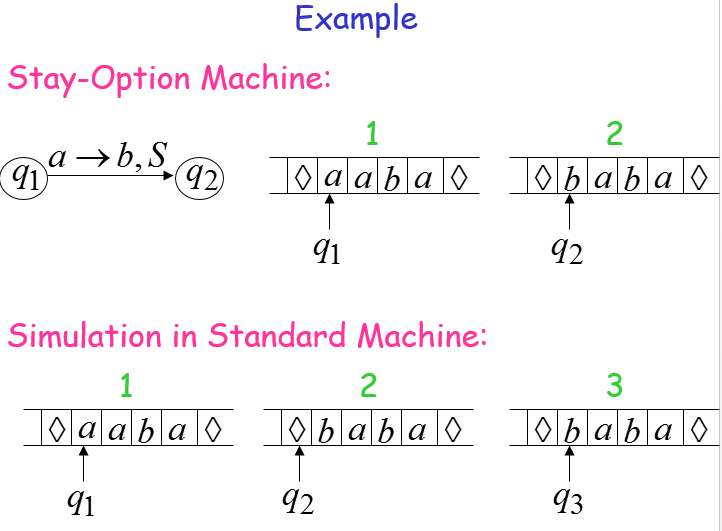 Example
Stay-Option Machine:
1 2
q₁ a → b, S q₂ ◊ a a b a ◊ ◊ b a b a ◊
q₁ q₂
Simulation in Standard Machine:
1 2 3
◊ a a b a ◊ ◊ b a b a ◊ ◊ b a b a ◊
q₁ q₂ q₃